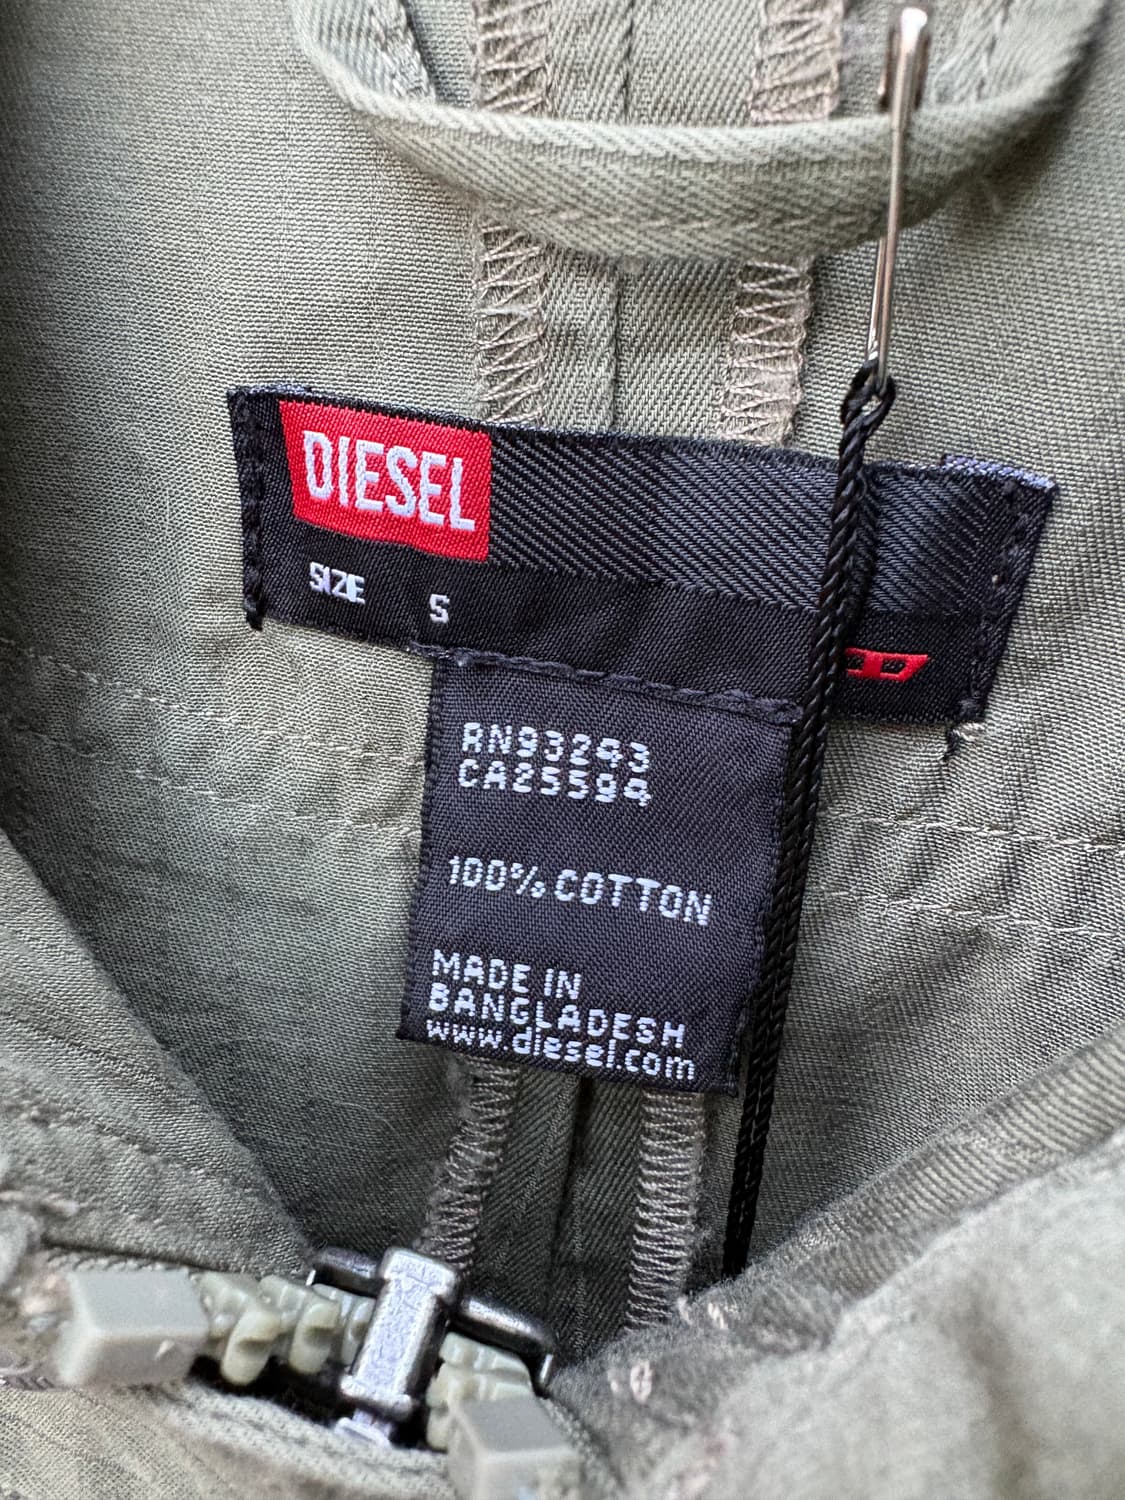 DIESEL
SIZE S
RN93243
CA25594
100% COTTON
MADE IN
BANGLADESH
www.diesel.com